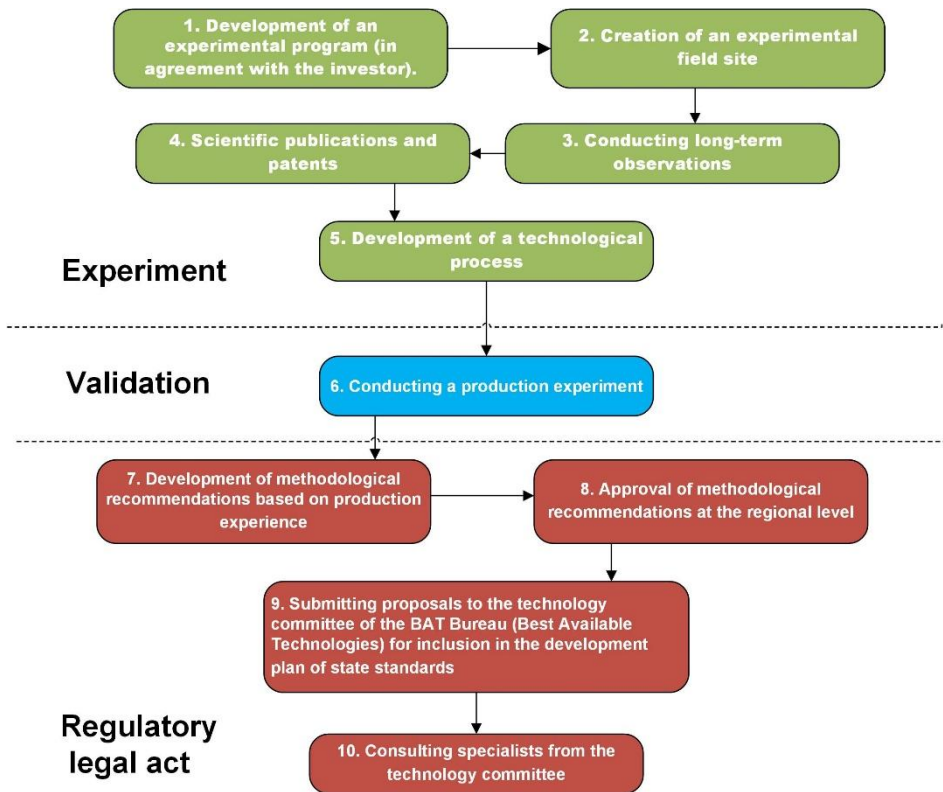 1. Development of an
experimental program (in
agreement with the investor).
2. Creation of an experimental
field site
4. Scientific publications and
patents
3. Conducting long-term
observations
5. Development of a technological
process
Experiment
Validation
6. Conducting a production experiment
7. Development of methodological
recommendations based on production
experience
8. Approval of methodological
recommendations at the regional level
9. Submitting proposals to the technology
committee of the BAT Bureau (Best Available
Technologies) for inclusion in the development
plan of state standards
Regulatory
legal act
10. Consulting specialists from the
technology committee